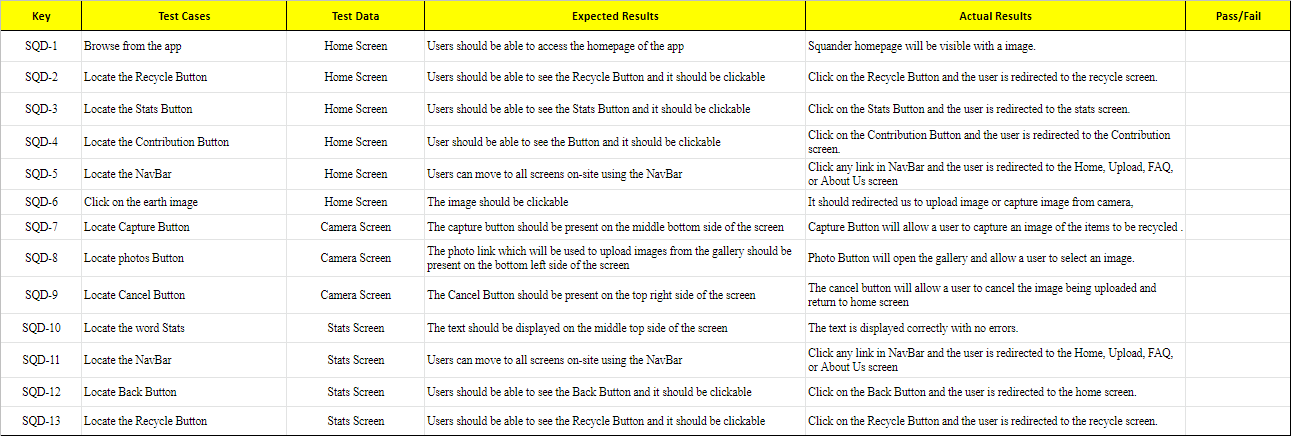 Key Test Cases Test Data Expected Results Actual Results Pass/Fail
SQD-1 Browse from the app Home Screen Users should be able to access the homepage of the app Squander homepage will be visible with a image.
SQD-2 Locate the Recycle Button Home Screen Users should be able to see the Recycle Button and it should be clickable Click on the Recycle Button and the user is redirected to the recycle screen.
SQD-3 Locate the Stats Button Home Screen Users should be able to see the Stats Button and it should be clickable Click on the Stats Button and the user is redirected to the stats screen.
SQD-4 Locate the Contribution Button Home Screen User should be able to see the Button and it should be clickable Click on the Contribution Button and the user is redirected to the Contribution
screen.
SQD-5 Locate the NavBar Home Screen Users can move to all screens on-site using the NavBar Click any link in NavBar and the user is redirected to the Home, Upload, FAQ,
or About Us screen
SQD-6 Click on the earth image Home Screen The image should be clickable It should redirected us to upload image or capture image from camera,
SQD-7 Locate Capture Button Camera Screen The capture button should be present on the middle bottom side of the screen Capture Button will allow a user to capture an image of the items to be recycled .
SQD-8 Locate photos Button Camera Screen The photo link which will be used to upload images from the gallery should be
present on the bottom left side of the screen Photo Button will open the gallery and allow a user to select an image.
SQD-9 Locate Cancel Button Camera Screen The Cancel Button should be present on the top right side of the screen The cancel button will allow a user to cancel the image being uploaded and
return to home screen
SQD-10 Locate the word Stats Stats Screen The text should be displayed on the middle top side of the screen The text is displayed correctly with no errors.
SQD-11 Locate the NavBar Stats Screen Users can move to all screens on-site using the NavBar Click any link in NavBar and the user is redirected to the Home, Upload, FAQ,
or About Us screen
SQD-12 Locate Back Button Stats Screen Users should be able to see the Back Button and it should be clickable Click on the Back Button and the user is redirected to the home screen.
SQD-13 Locate the Recycle Button Stats Screen Users should be able to see the Recycle Button and it should be clickable Click on the Recycle Button and the user is redirected to the recycle screen.